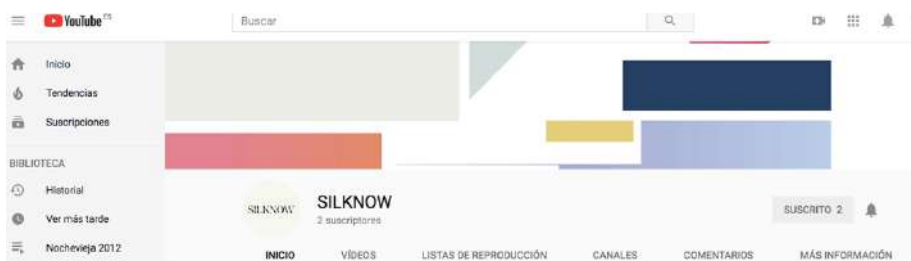 YouTube ES
Buscar
Inicio
Tendencias
Suscripciones
BIBLIOTECA
Historial
Ver más tarde
Nochevieja 2012
SILKNOW
SILKNOW
2 suscriptores
SUSCRITO 2
INICIO VÍDEOS LISTAS DE REPRODUCCIÓN CANALES COMENTARIOS MÁS INFORMACIÓN